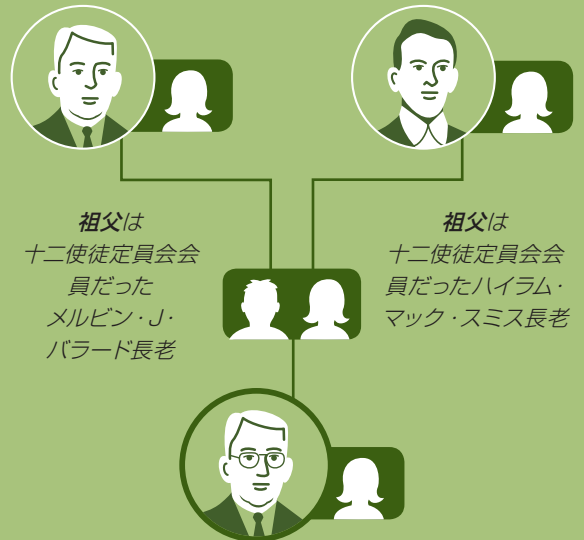 祖父は
十二使徒定員会会
員だった
メルビン・J・
バラード長老
祖父は
十二使徒定員会会
員だったハイラム・
マック・スミス長老